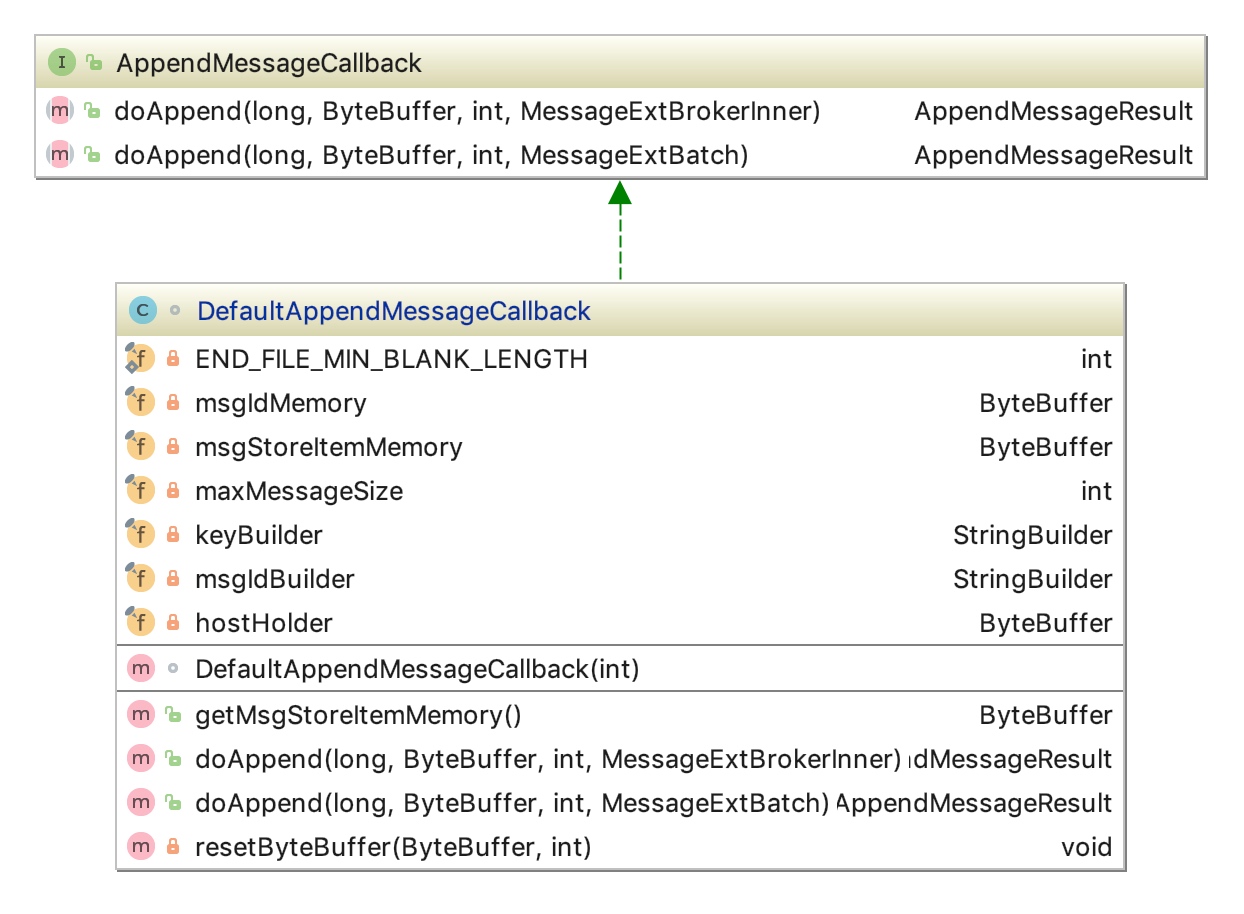 I AppendMessageCallback
m doAppend(long, ByteBuffer, int, MessageExtBrokerInner) AppendMessageResult
m doAppend(long, ByteBuffer, int, MessageExtBatch) AppendMessageResult
C DefaultAppendMessageCallback
f END_FILE_MIN_BLANK_LENGTH int
f msgIdMemory ByteBuffer
f msgStoreItemMemory ByteBuffer
f maxMessageSize int
f keyBuilder StringBuilder
f msgIdBuilder StringBuilder
f hostHolder ByteBuffer
m DefaultAppendMessageCallback(int)
m getMsgStoreItemMemory() ByteBuffer
m doAppend(long, ByteBuffer, int, MessageExtBrokerInner) dMessageResult
m doAppend(long, ByteBuffer, int, MessageExtBatch) AppendMessageResult
m resetByteBuffer(ByteBuffer, int) void